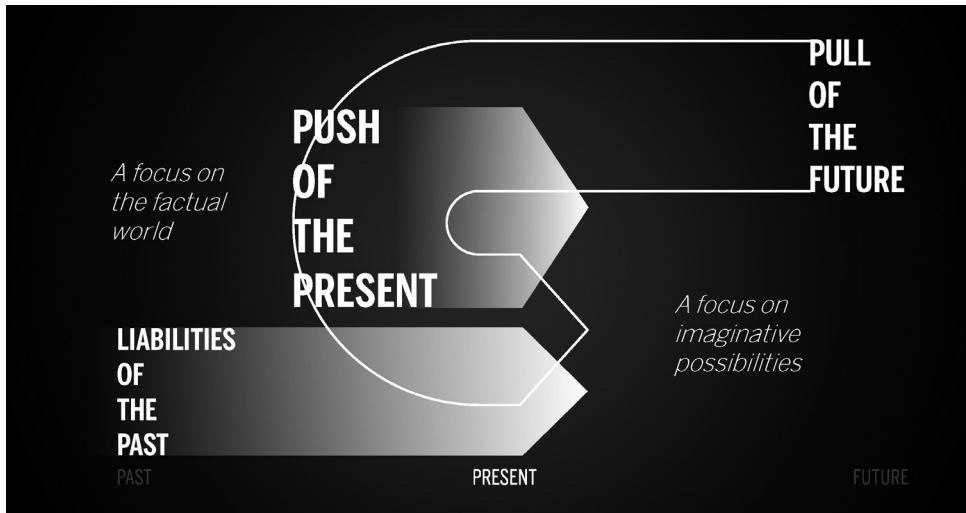 PULL
OF
THE
FUTURE
PUSH
OF
THE
PRESENT
A focus on
the factual
world
A focus on
imaginative
possibilities
LIABILITIES
OF
THE
PAST
PAST
PRESENT
FUTURE